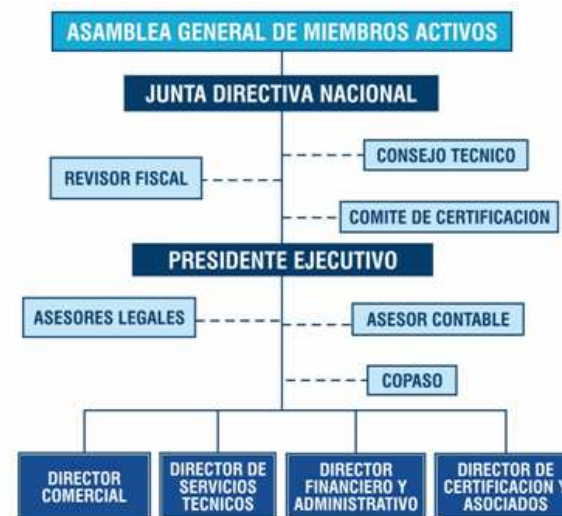 ASAMBLEA GENERAL DE MIEMBROS ACTIVOS
JUNTA DIRECTIVA NACIONAL
CONSEJO TECNICO
REVISOR FISCAL
COMITE DE CERTIFICACION
PRESIDENTE EJECUTIVO
ASESORES LEGALES
ASESOR CONTABLE
COPASO
DIRECTOR
COMERCIAL
DIRECTOR DE
SERVICIOS
TECNICOS
DIRECTOR
FINANCIERO Y
ADMINISTRATIVO
DIRECTOR DE
CERTIFICACION Y
ASOCIADOS